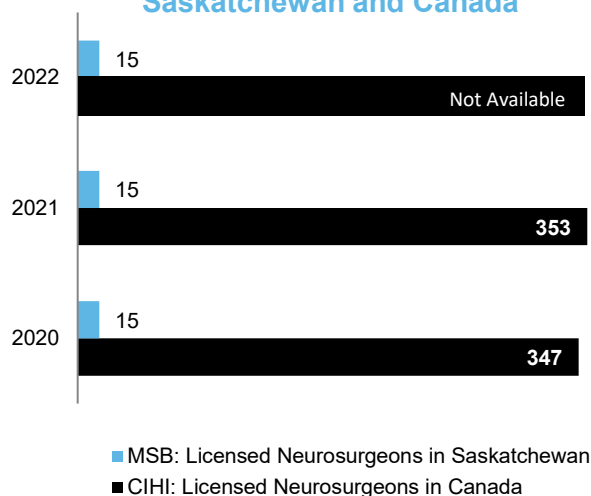 Saskatchewan and Canada
2022
15
Not Available
2021
15
353
2020
15
347
MSB: Licensed Neurosurgeons in Saskatchewan
CIHI: Licensed Neurosurgeons in Canada